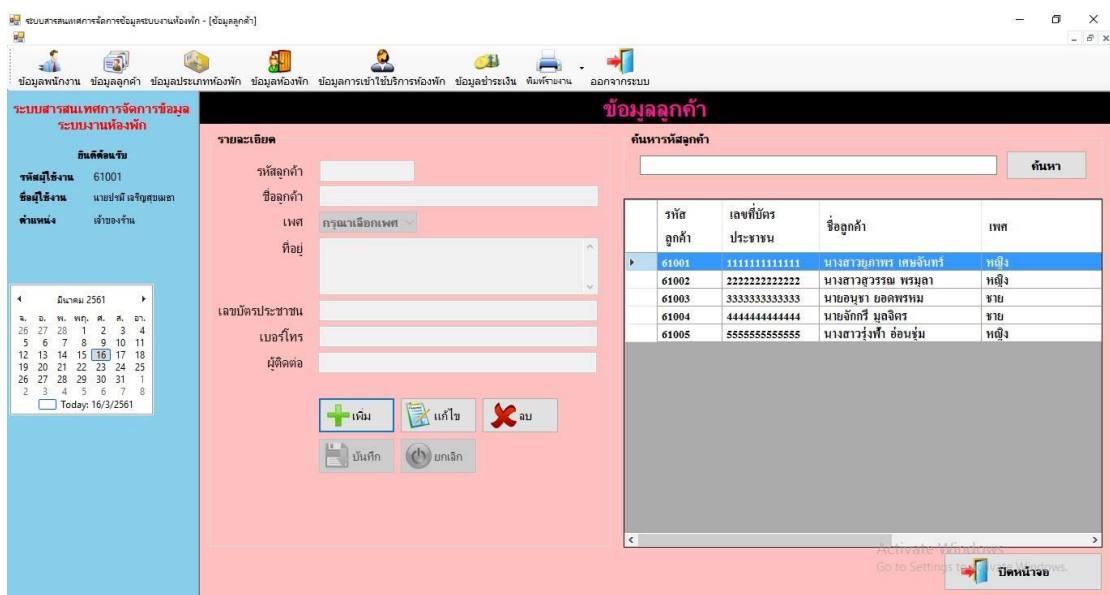 ระบบสารสนเทศการจัดการข้อมูลระบบงานห้องพัก - [ข้อมูลลูกค้า]
ข้อมูลพนักงาน ข้อมูลลูกค้า ข้อมูลประเภทห้องพัก ข้อมูลห้องพัก ข้อมูลการเข้าใช้บริการห้องพัก ข้อมูลชำระเงิน พิมพ์รายงาน ออกจากระบบ
ระบบสารสนเทศการจัดการข้อมูล
ระบบงานห้องพัก
ยินดีต้อนรับ
รหัสผู้ใช้งาน 61001
ชื่อผู้ใช้งาน
ตำแหน่ง เจ้าของร้าน
มีนาคม 2561
จ. อ. พ. พฤ. ศ. ส. อา.
26 27 28 1 2 3 4
5 6 7 8 9 10 11
12 13 14 15 16 17 18
19 20 21 22 23 24 25
26 27 28 29 30 31 1
2 3 4 5 6 7 8
Today: 16/3/2561
ข้อมูลลูกค้า
รายละเอียด
รหัสลูกค้า
ชื่อลูกค้า
เพศ กรุณาเลือกเพศ
ที่อยู่
เลขบัตรประชาชน
เบอร์โทร
ผู้ติดต่อ
เพิ่ม แก้ไข ลบ
บันทึก ยกเลิก
ค้นหารหัสลูกค้า
ค้นหา
รหัสลูกค้า เลขที่บัตรประชาชน ชื่อลูกค้า เพศ
61001 1111111111111 นางสาวยุภาพร เศษจันทร์ หญิง
61002 2222222222222 นางสาวสุวรรณ พรมุลา หญิง
61003 3333333333333 นายอนุชา ยอดพรหม ชาย
61004 4444444444444 นายจักกรี มูลจิตร ชาย
61005 5555555555555 นางสาวรุ่งฟ้า อ่อนชุ่ม หญิง
Activate Windows
Go to Settings to activate Windows.
ปิดหน้าจอ